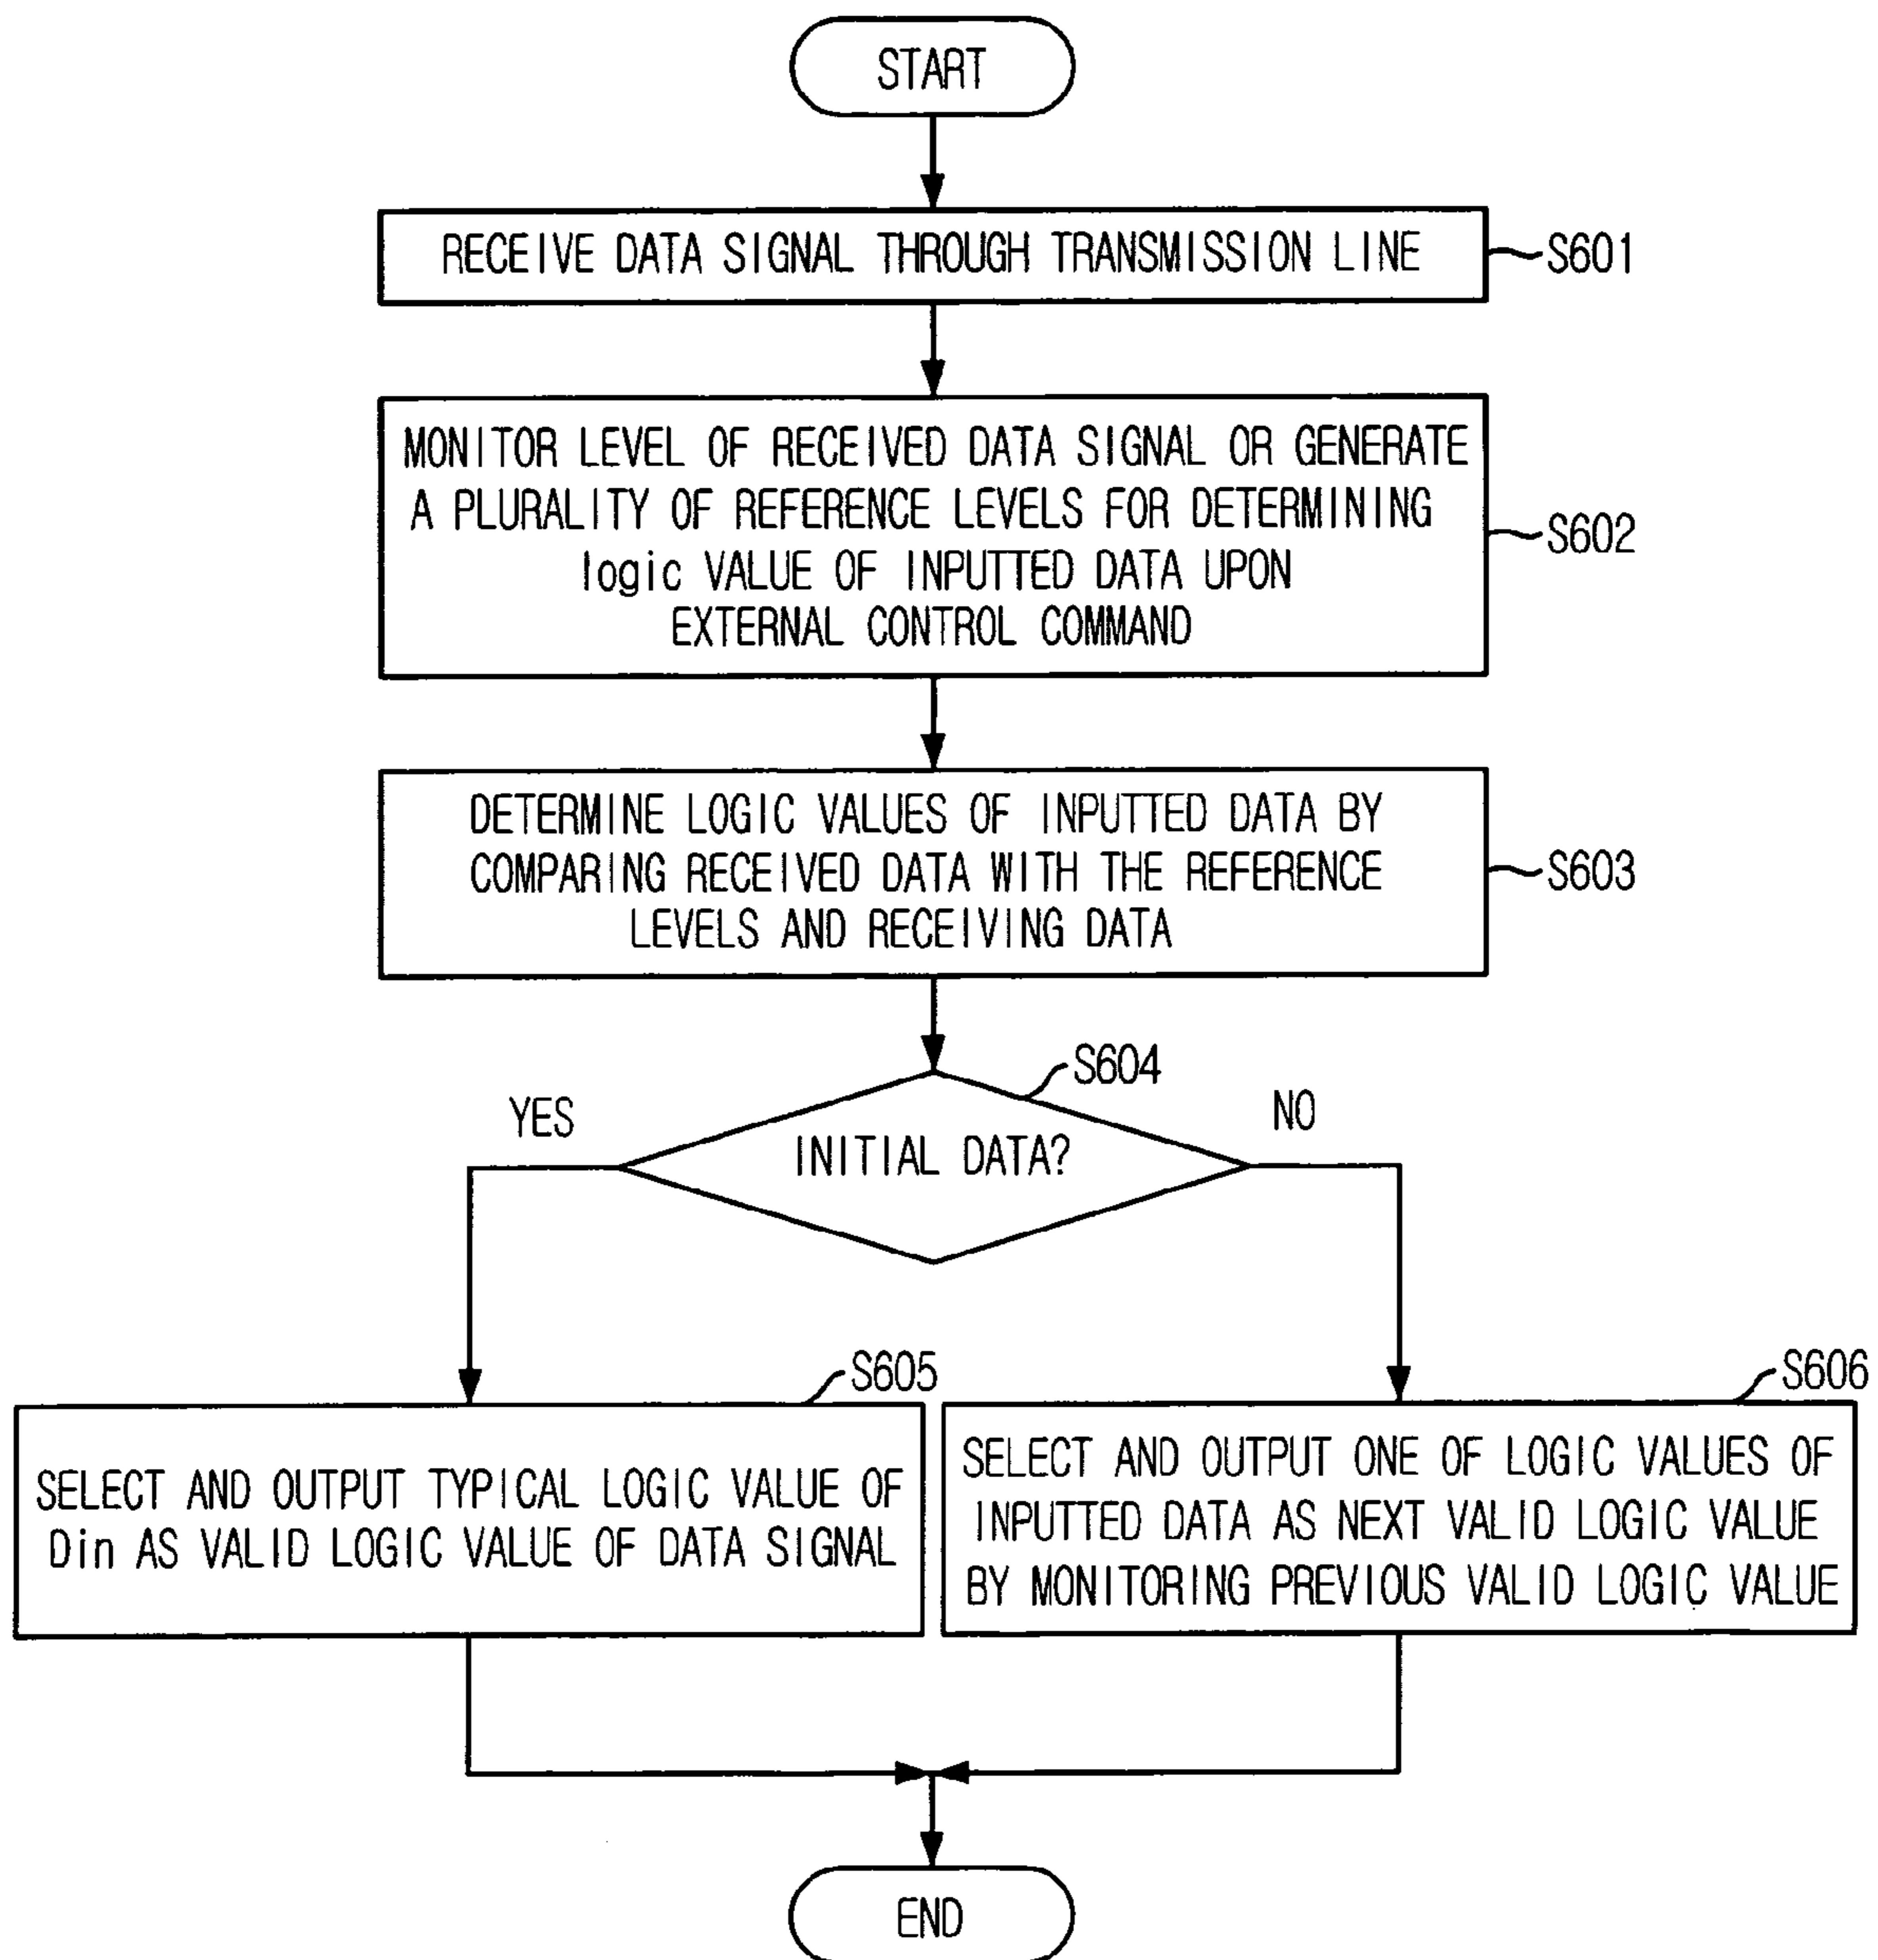 START
RECEIVE DATA SIGNAL THROUGH TRANSMISSION LINE
S601
MONITOR LEVEL OF RECEIVED DATA SIGNAL OR GENERATE
A PLURALITY OF REFERENCE LEVELS FOR DETERMINING
logic VALUE OF INPUTTED DATA UPON
EXTERNAL CONTROL COMMAND
S602
DETERMINE LOGIC VALUES OF INPUTTED DATA BY
COMPARING RECEIVED DATA WITH THE REFERENCE
LEVELS AND RECEIVING DATA
S603
S604
YES
NO
INITIAL DATA?
S605
SELECT AND OUTPUT TYPICAL LOGIC VALUE OF
Din AS VALID LOGIC VALUE OF DATA SIGNAL
S606
SELECT AND OUTPUT ONE OF LOGIC VALUES OF
INPUTTED DATA AS NEXT VALID LOGIC VALUE
BY MONITORING PREVIOUS VALID LOGIC VALUE
END